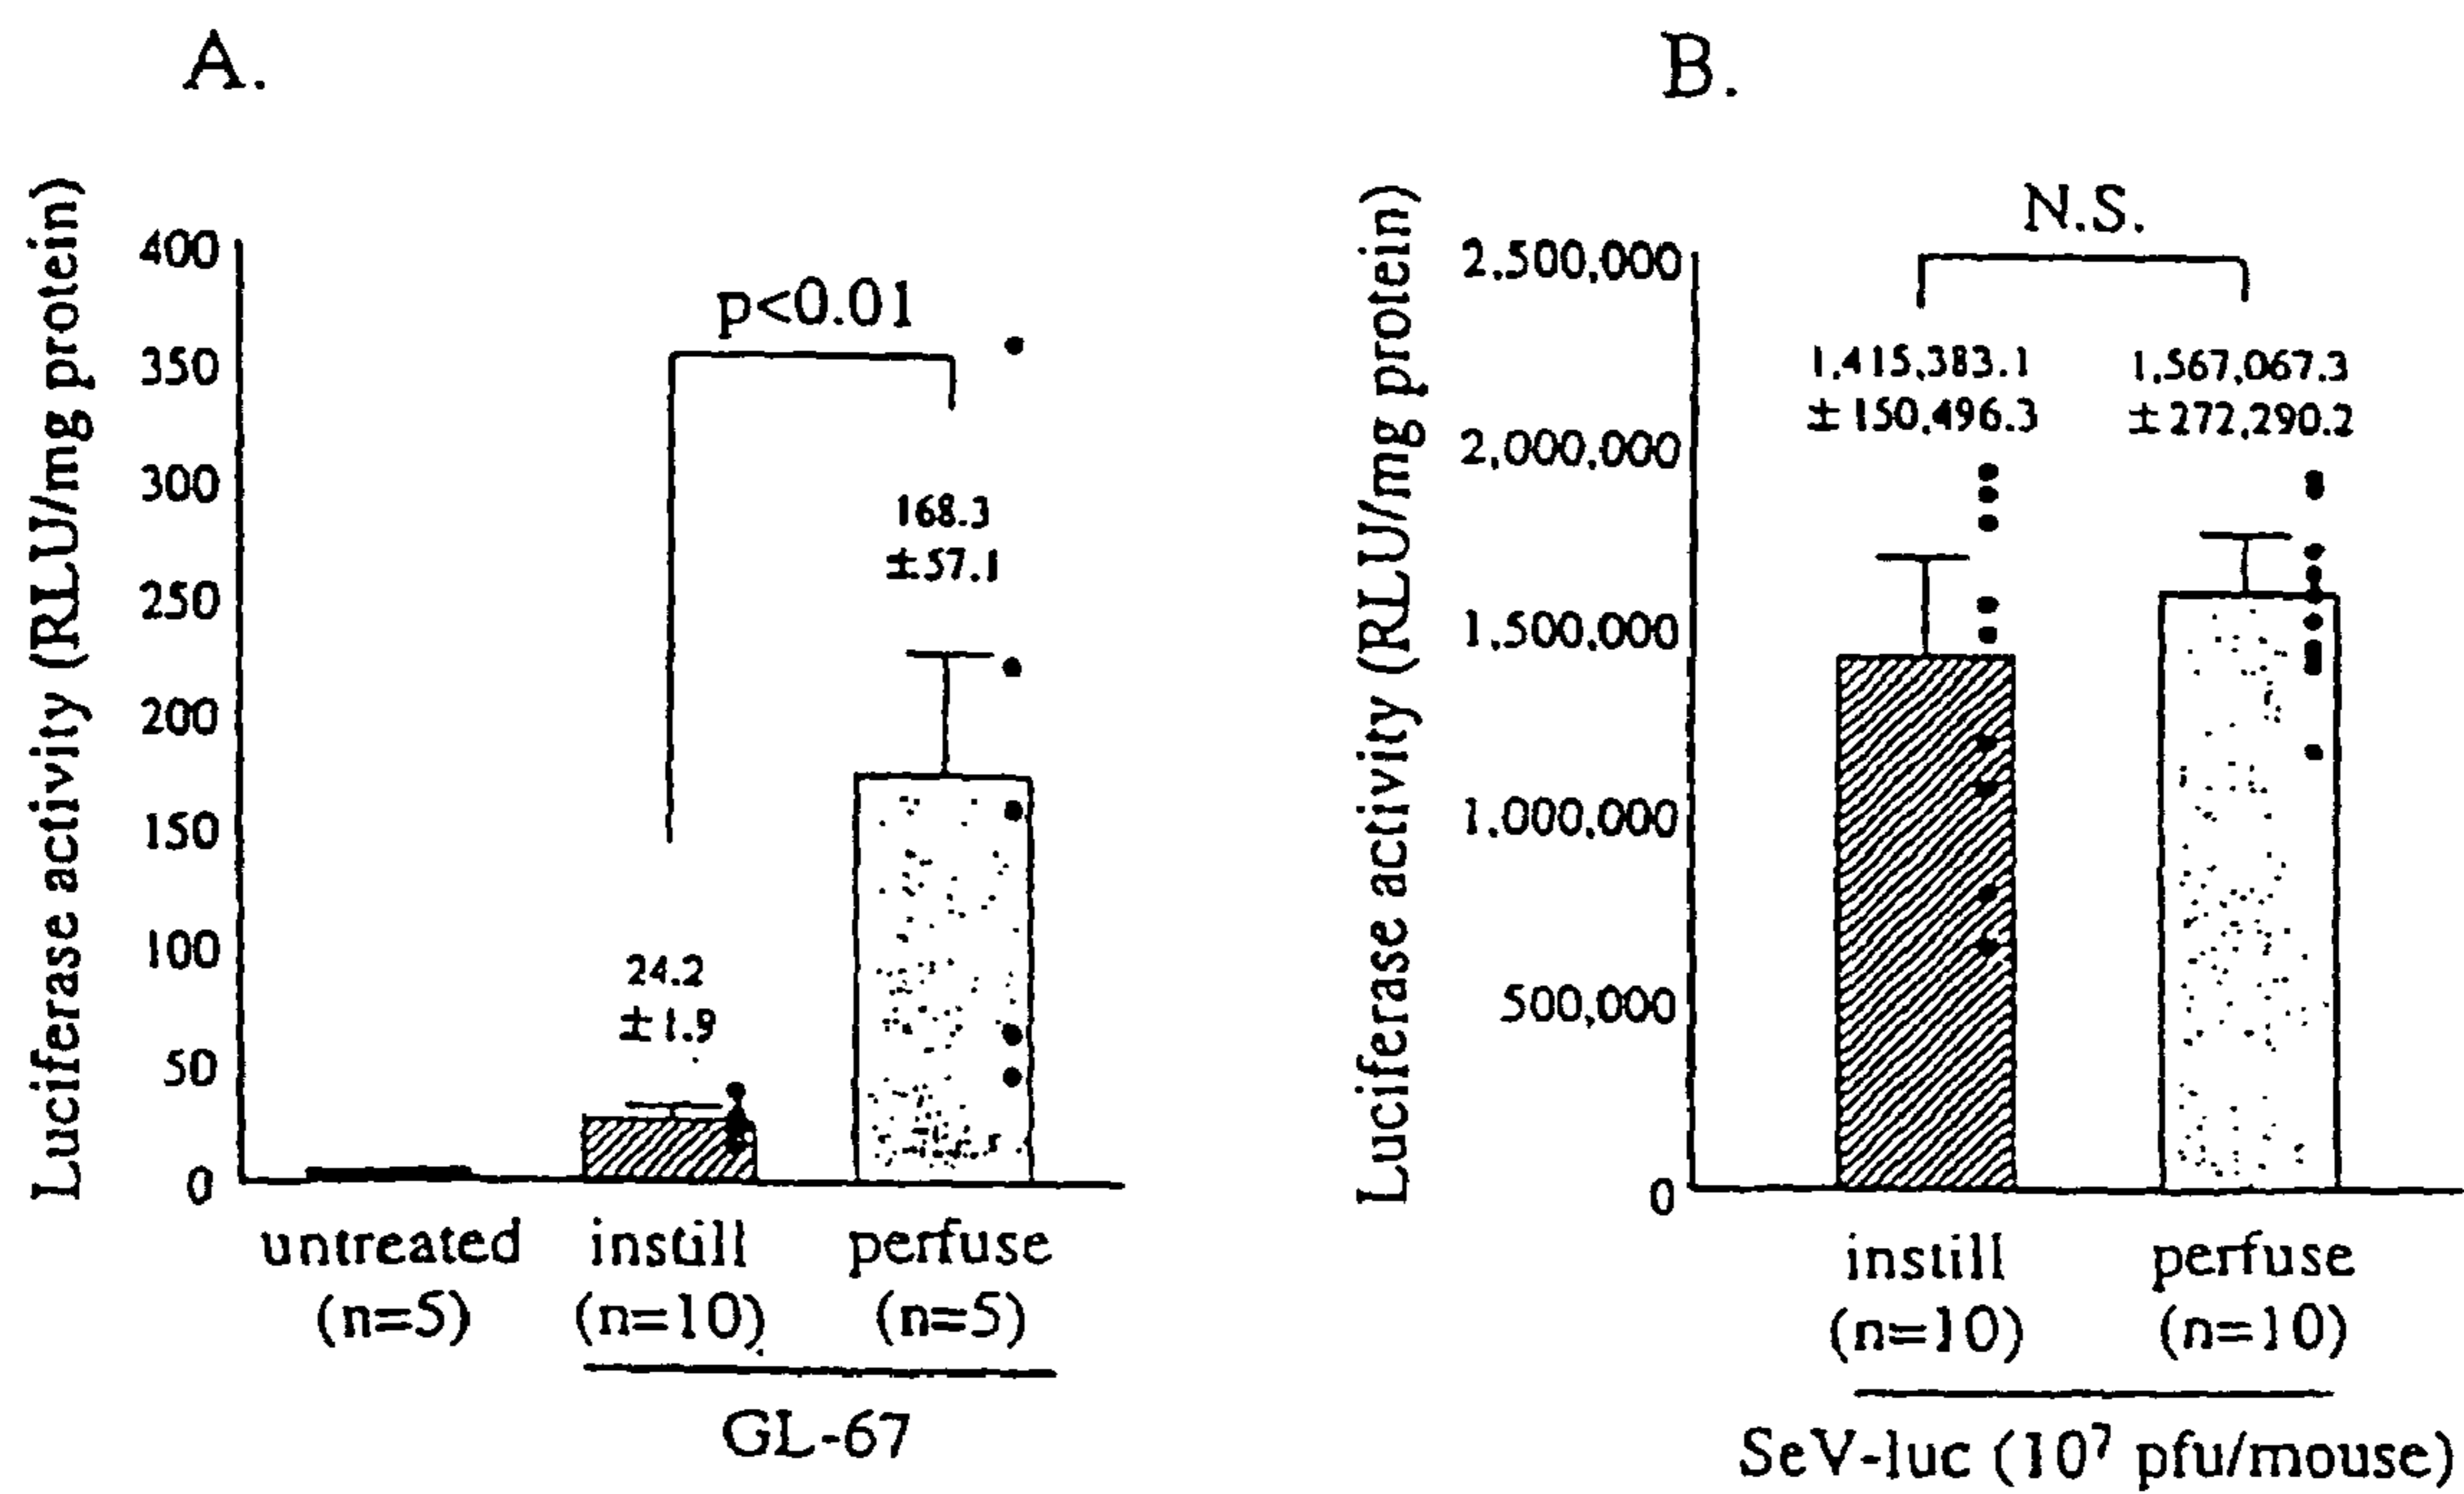 A.
Luciferase activity (RLU/mg protein)
400
350
300
250
200
150
100
50
0
p<0.01
168.3
±57.1
24.2
±1.9
untreated
(n=5)
instill
(n=10)
perfuse
(n=5)
GL-67
B.
Luciferase activity (RLU/mg protein)
2,500,000
2,000,000
1,500,000
1,000,000
500,000
0
N.S.
1,415,383.1
±150,496.3
1,567,067.3
±272,290.2
instill
(n=10)
perfuse
(n=10)
SeV-luc (10⁷ pfu/mouse)